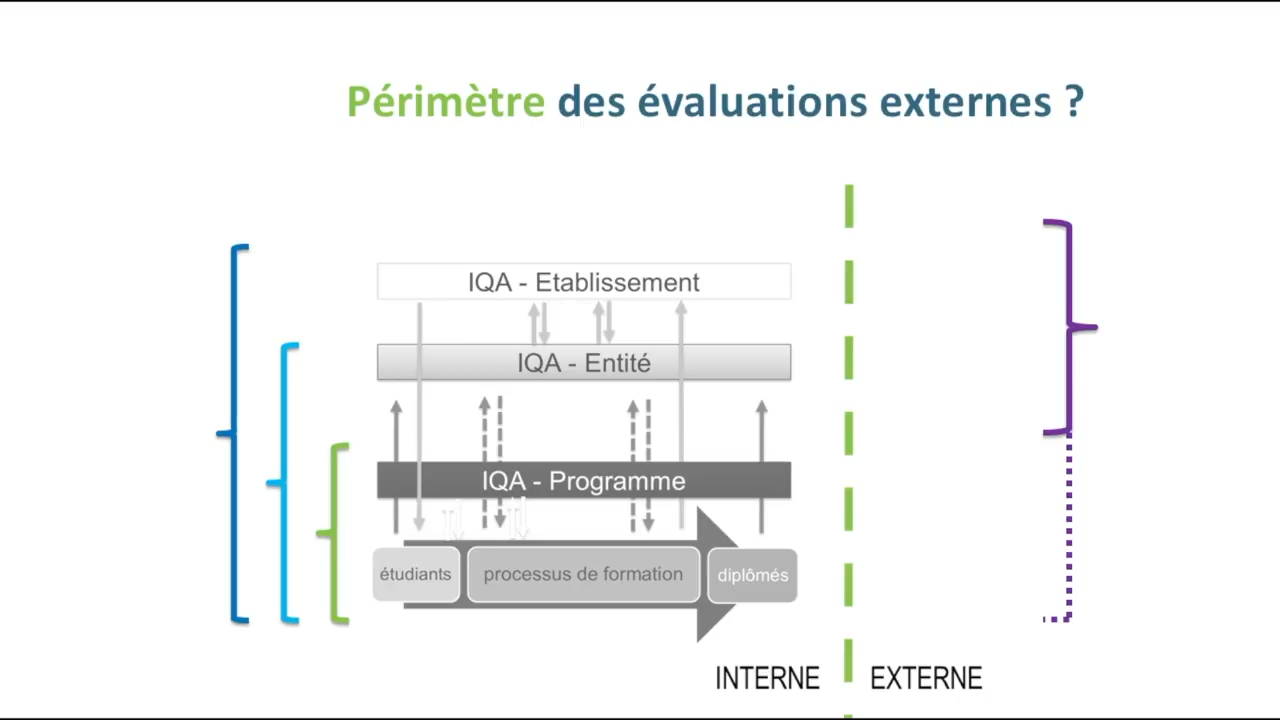 Périmètre des évaluations externes ?
IQA - Etablissement
IQA - Entité
IQA - Programme
étudiants
processus de formation
diplômés
INTERNE
EXTERNE